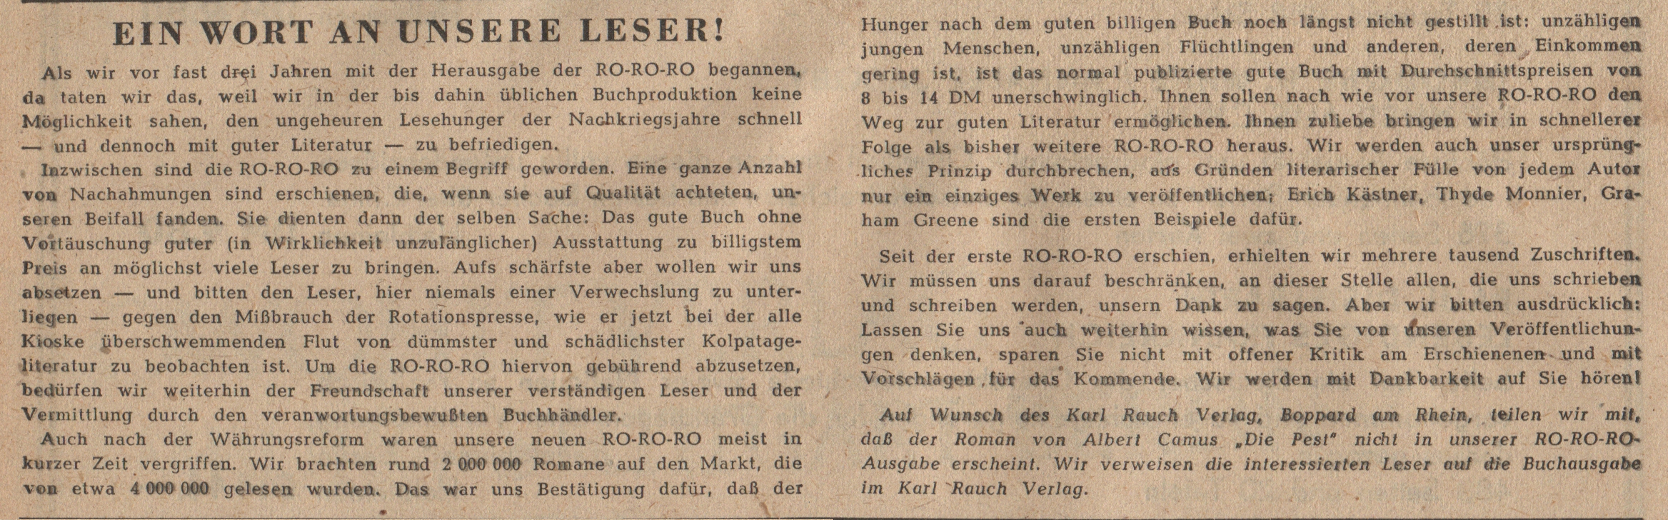 EIN WORT AN UNSERE LESER!
Als wir vor fast drei Jahren mit der Herausgabe der RO-RO-RO begannen,
da taten wir das, weil wir in der bis dahin üblichen Buchproduktion keine
Möglichkeit sahen, den ungeheuren Lesehunger der Nachkriegsjahre schnell
— und dennoch mit guter Literatur — zu befriedigen.
Inzwischen sind die RO-RO-RO zu einem Begriff geworden. Eine ganze Anzahl
von Nachahmungen sind erschienen, die, wenn sie auf Qualität achteten, un-
seren Beifall fanden. Sie dienten dann der selben Sache: Das gute Buch ohne
Vortäuschung guter (in Wirklichkeit unzulänglicher) Ausstattung zu billigstem
Preis an möglichst viele Leser zu bringen. Aufs schärfste aber wollen wir uns
absetzen — und bitten den Leser, hier niemals einer Verwechslung zu unter-
liegen — gegen den Mißbrauch der Rotationspresse, wie er jetzt bei der alle
Kioske überschwemmenden Flut von dümmster und schädlichster Kolpatage-
literatur zu beobachten ist. Um die RO-RO-RO hiervon gebührend abzusetzen,
bedürfen wir weiterhin der Freundschaft unserer verständigen Leser und der
Vermittlung durch den veranwortungsbewußten Buchhändler.
Auch nach der Währungsreform waren unsere neuen RO-RO-RO meist in
kurzer Zeit vergriffen. Wir brachten rund 2 000 000 Romane auf den Markt, die
von etwa 4 000 000 gelesen wurden. Das war uns Bestätigung dafür, daß der
Hunger nach dem guten billigen Buch noch längst nicht gestillt ist: unzähligen
jungen Menschen, unzähligen Flüchtlingen und anderen, deren Einkommen
gering ist, ist das normal publizierte gute Buch mit Durchschnittspreisen von
8 bis 14 DM unerschwinglich. Ihnen sollen nach wie vor unsere RO-RO-RO den
Weg zur guten Literatur ermöglichen. Ihnen zuliebe bringen wir in schnellerer
Folge als bisher weitere RO-RO-RO heraus. Wir werden auch unser ursprüng-
liches Prinzip durchbrechen, aus Gründen literarischer Fülle von jedem Autor
nur ein einziges Werk zu veröffentlichen; Erich Kästner, Thyde Monnier, Gra-
ham Greene sind die ersten Beispiele dafür.
Seit der erste RO-RO-RO erschien, erhielten wir mehrere tausend Zuschriften.
Wir müssen uns darauf beschränken, an dieser Stelle allen, die uns schrieben
und schreiben werden, unsern Dank zu sagen. Aber wir bitten ausdrücklich:
Lassen Sie uns auch weiterhin wissen, was Sie von unseren Veröffentlichun-
gen denken, sparen Sie nicht mit offener Kritik am Erschienenen und mit
Vorschlägen für das Kommende. Wir werden mit Dankbarkeit auf Sie hören!
Auf Wunsch des Karl Rauch Verlag, Boppard am Rhein, teilen wir mit,
daß der Roman von Albert Camus „Die Pest“ nicht in unserer RO-RO-RO-
Ausgabe erscheint. Wir verweisen die interessierten Leser auf die Buchausgabe
im Karl Rauch Verlag.